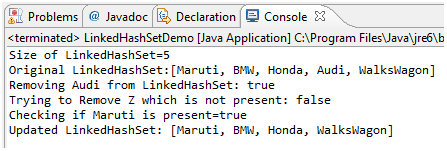 Problems @ Javadoc Declaration Console
<terminated> LinkedHashSetDemo [Java Application] C:\Program Files\Java\jre6\b
Size of LinkedHashSet=5
Original LinkedHashSet:[Maruti, BMW, Honda, Audi, WalksWagon]
Removing Audi from LinkedHashSet: true
Trying to Remove Z which is not present: false
Checking if Maruti is present=true
Updated LinkedHashSet: [Maruti, BMW, Honda, WalksWagon]